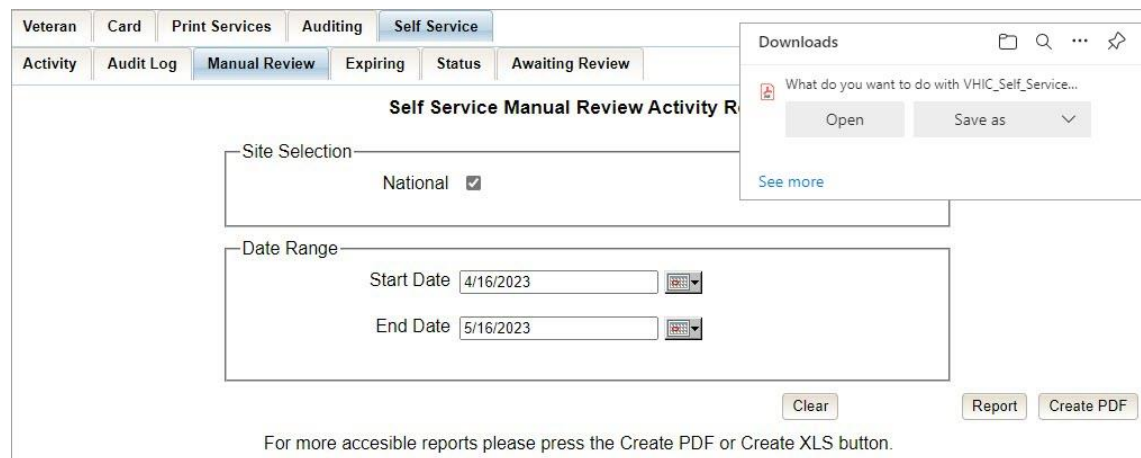 Veteran Card Print Services Auditing Self Service
Activity Audit Log Manual Review Expiring Status Awaiting Review
Downloads
What do you want to do with VHIC_Self_Service...
Open Save as
See more
Self Service Manual Review Activity R
Site Selection
National
Date Range
Start Date 4/16/2023
End Date 5/16/2023
Clear Report Create PDF
For more accesible reports please press the Create PDF or Create XLS button.